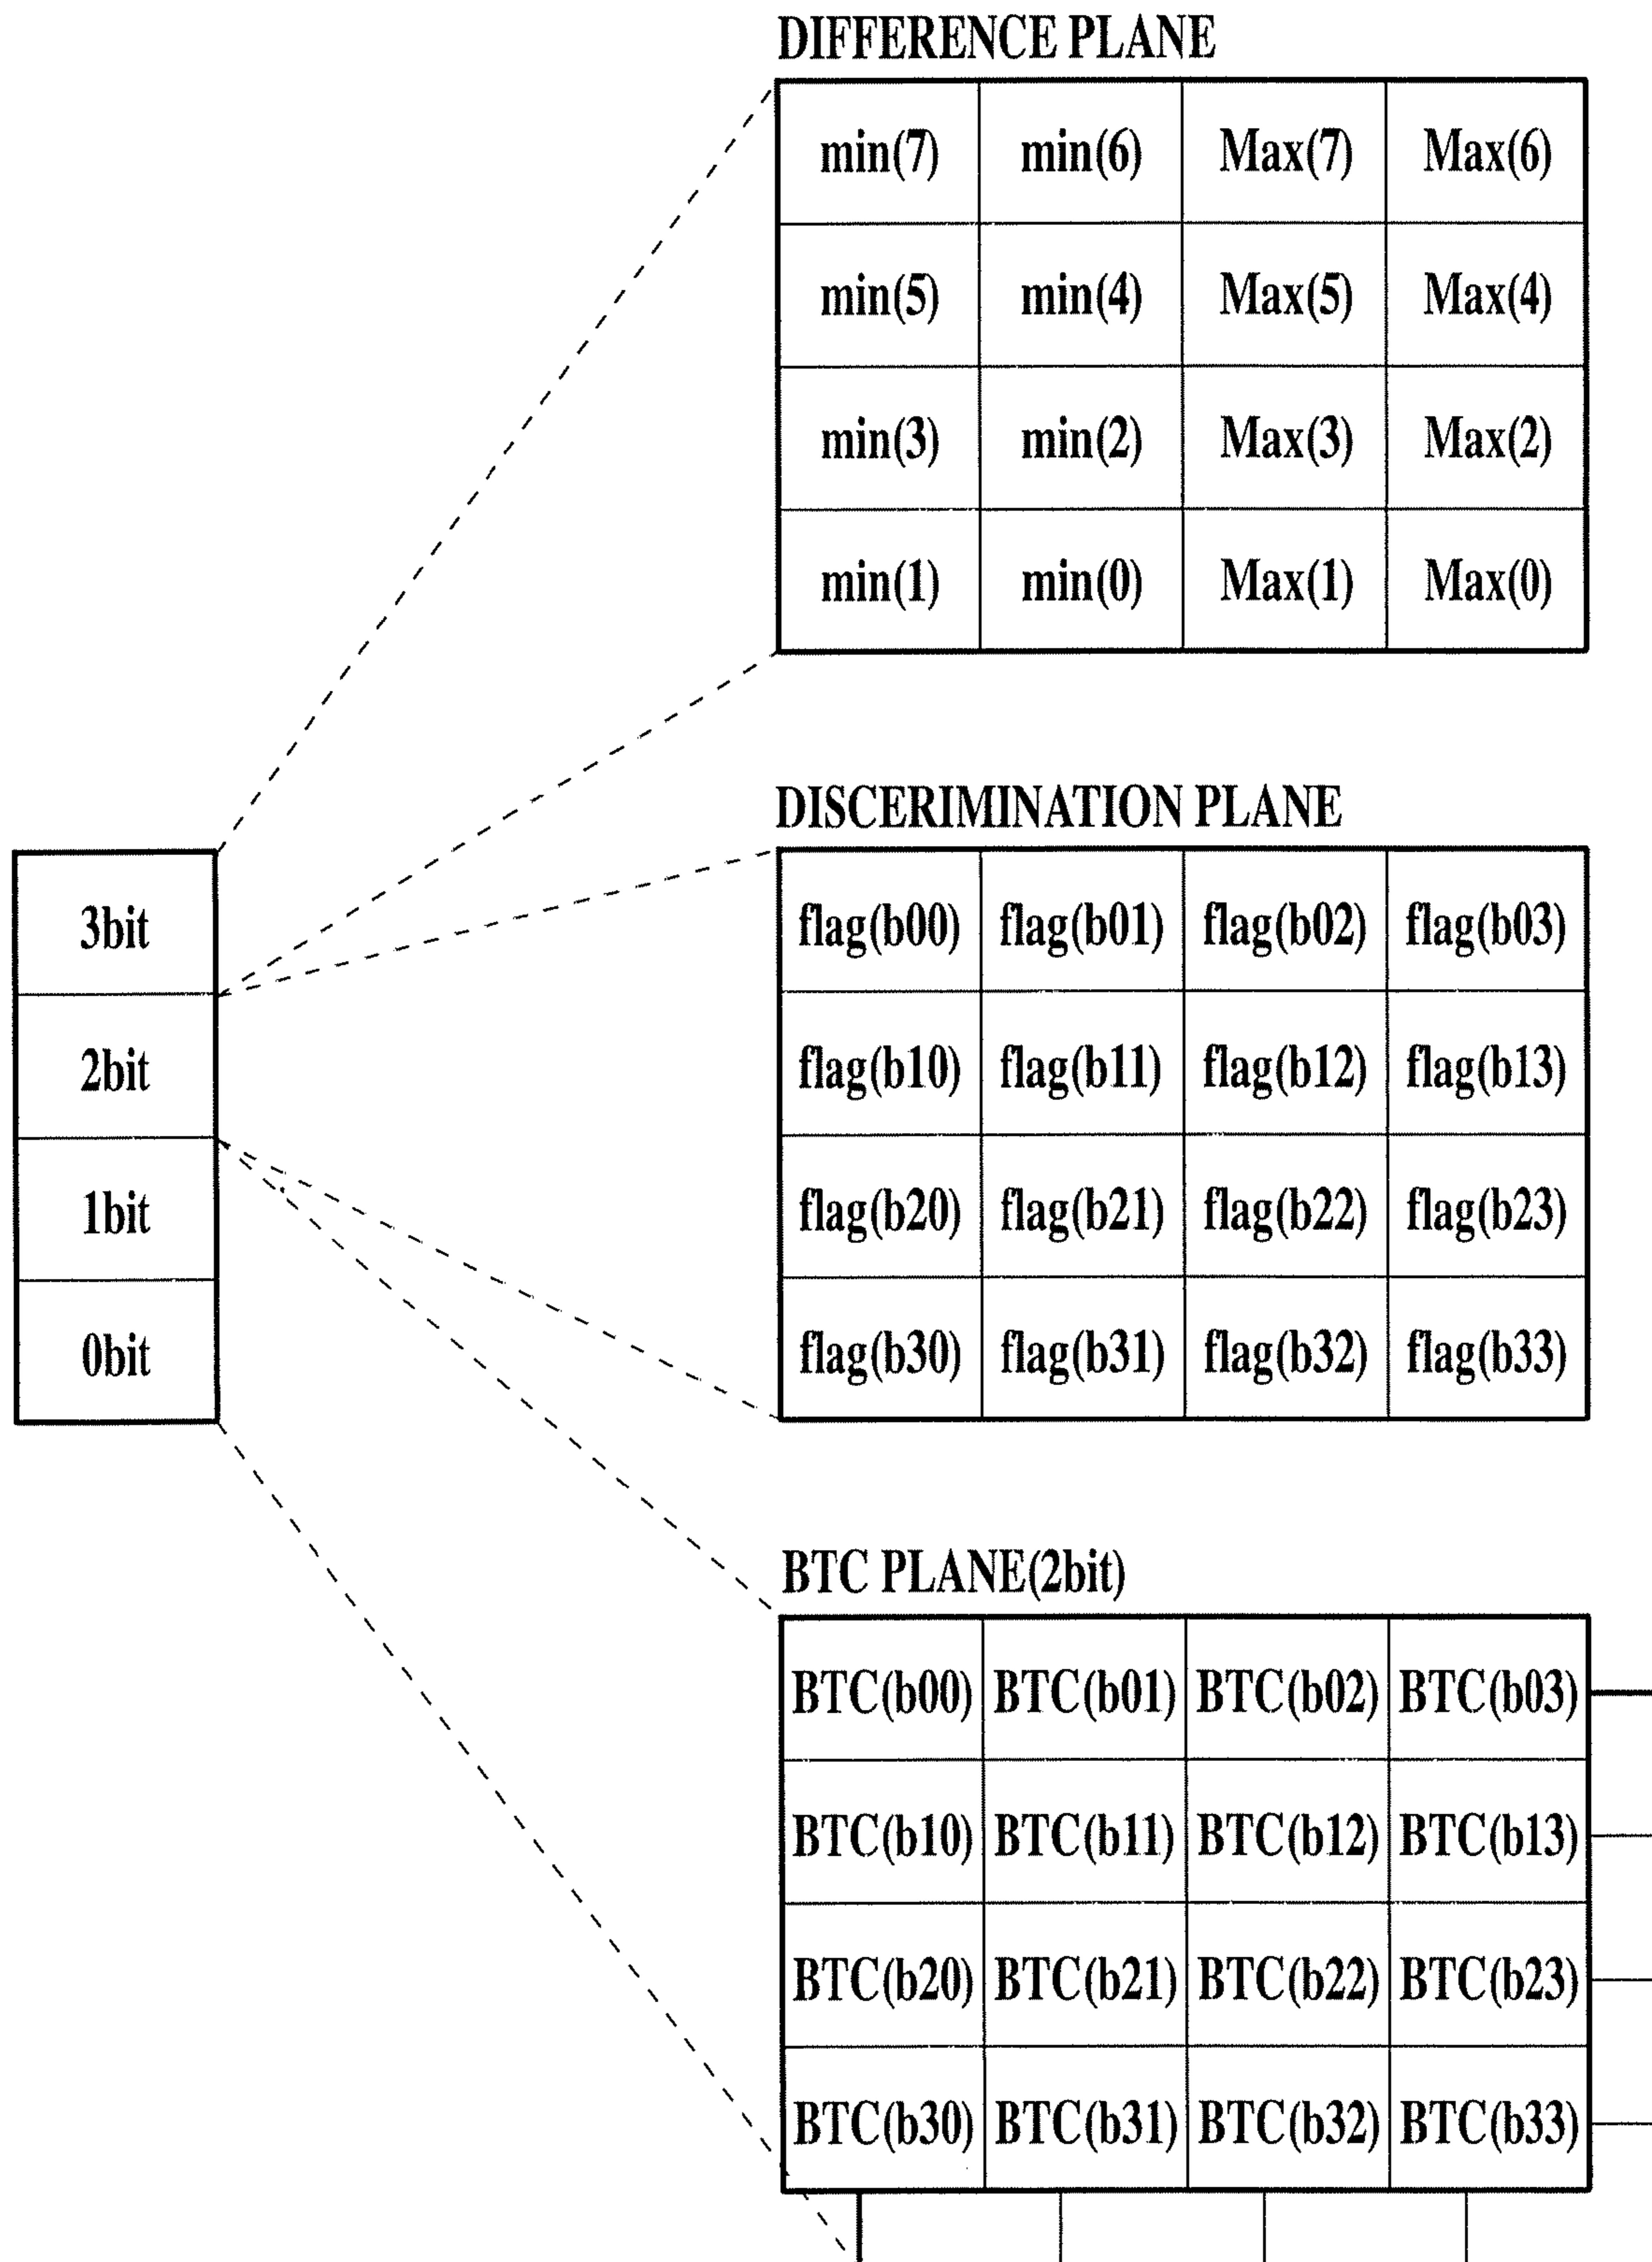 DIFFERENCE PLANE
min(7) min(6) Max(7) Max(6)
min(5) min(4) Max(5) Max(4)
min(3) min(2) Max(3) Max(2)
min(1) min(0) Max(1) Max(0)
3bit
2bit
1bit
0bit
DISCERIMINATION PLANE
flag(b00) flag(b01) flag(b02) flag(b03)
flag(b10) flag(b11) flag(b12) flag(b13)
flag(b20) flag(b21) flag(b22) flag(b23)
flag(b30) flag(b31) flag(b32) flag(b33)
BTC PLANE(2bit)
BTC(b00) BTC(b01) BTC(b02) BTC(b03)
BTC(b10) BTC(b11) BTC(b12) BTC(b13)
BTC(b20) BTC(b21) BTC(b22) BTC(b23)
BTC(b30) BTC(b31) BTC(b32) BTC(b33)